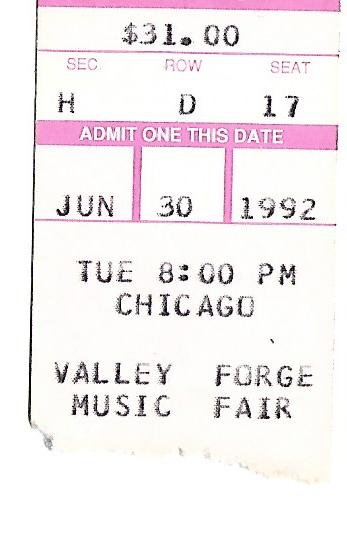 $31.00
SEC ROW SEAT
H D 17
ADMIT ONE THIS DATE
JUN 30 1992
TUE 8:00 PM
CHICAGO
VALLEY FORGE
MUSIC FAIR